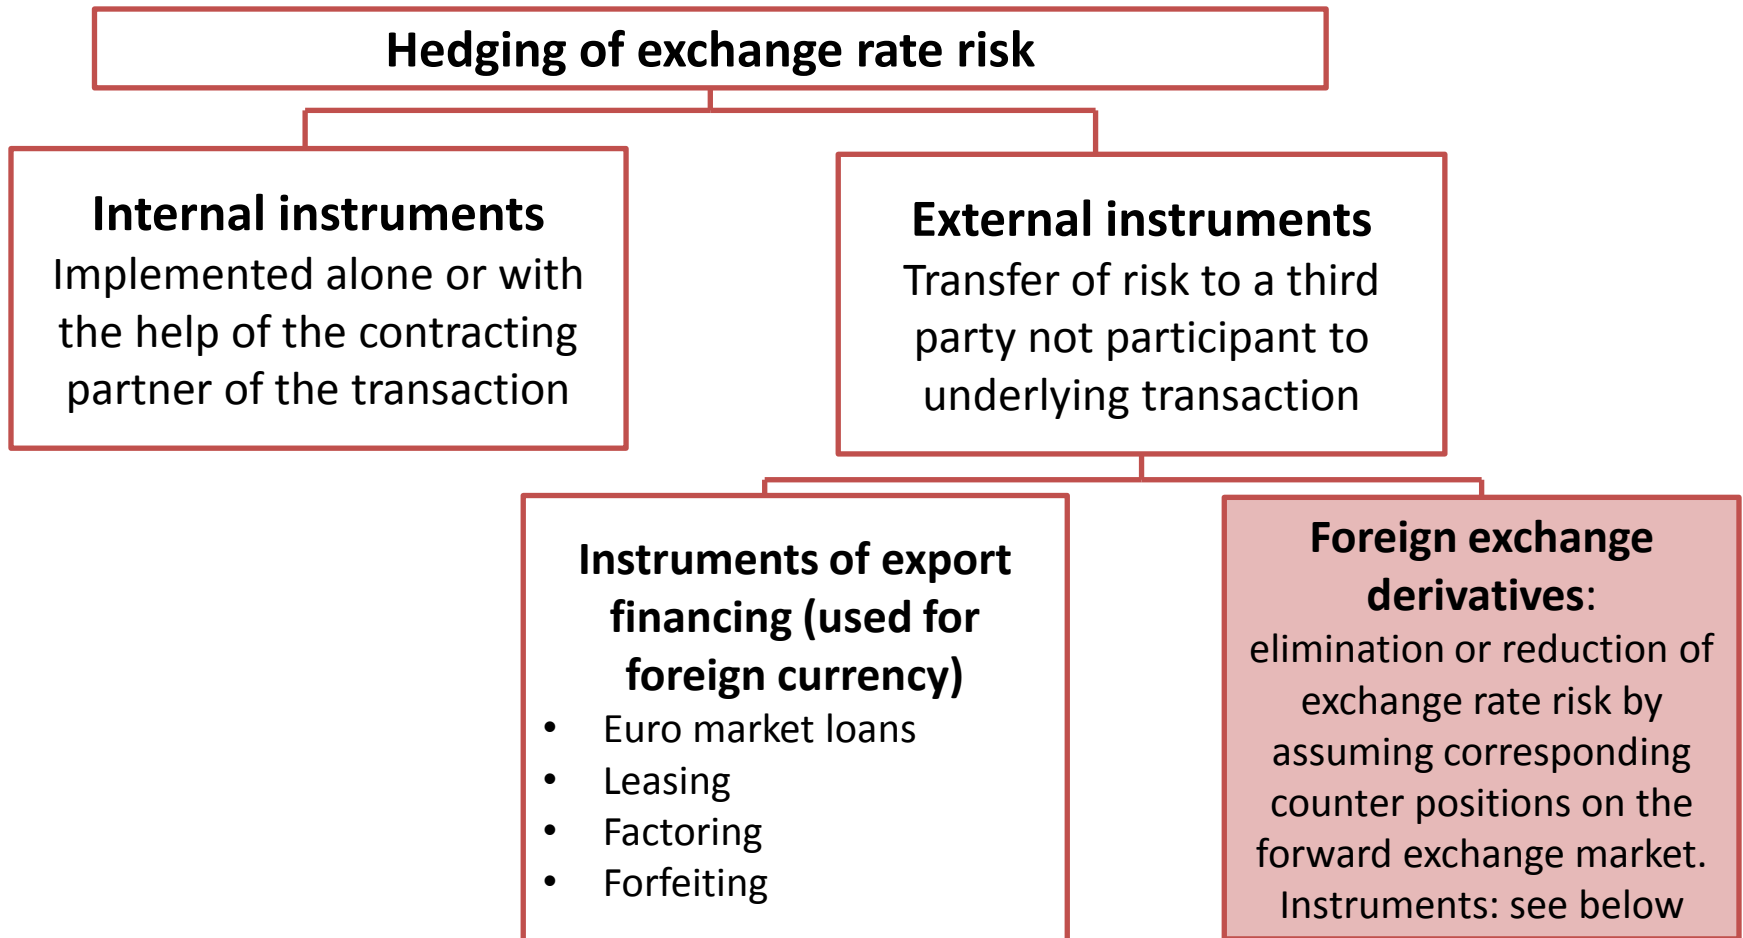 Hedging of exchange rate risk
Internal instruments
Implemented alone or with
the help of the contracting
partner of the transaction
External instruments
Transfer of risk to a third
party not participant to
underlying transaction
Instruments of export
financing (used for
foreign currency)
• Euro market loans
• Leasing
• Factoring
• Forfeiting
Foreign exchange
derivatives:
elimination or reduction of
exchange rate risk by
assuming corresponding
counter positions on the
forward exchange market.
Instruments: see below